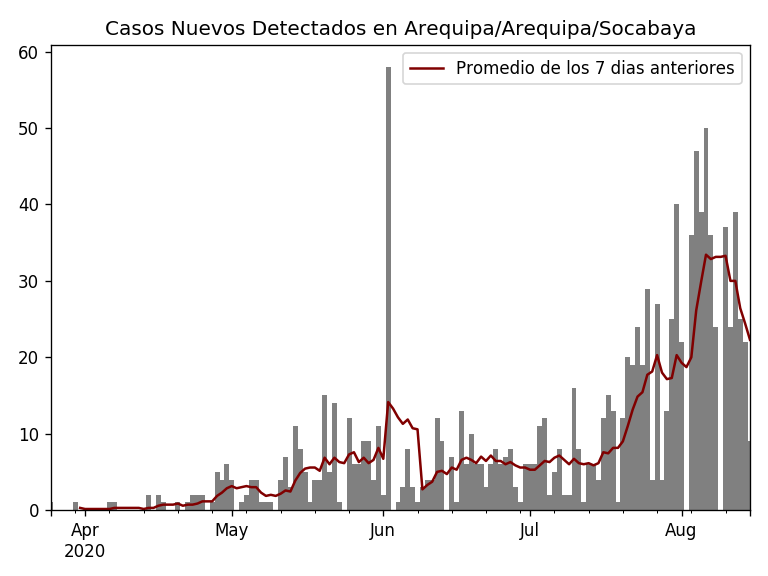 Casos Nuevos Detectados en Arequipa/Arequipa/Socabaya
Promedio de los 7 dias anteriores
60
50
40
30
20
10
0
Apr
2020
May
Jun
Jul
Aug